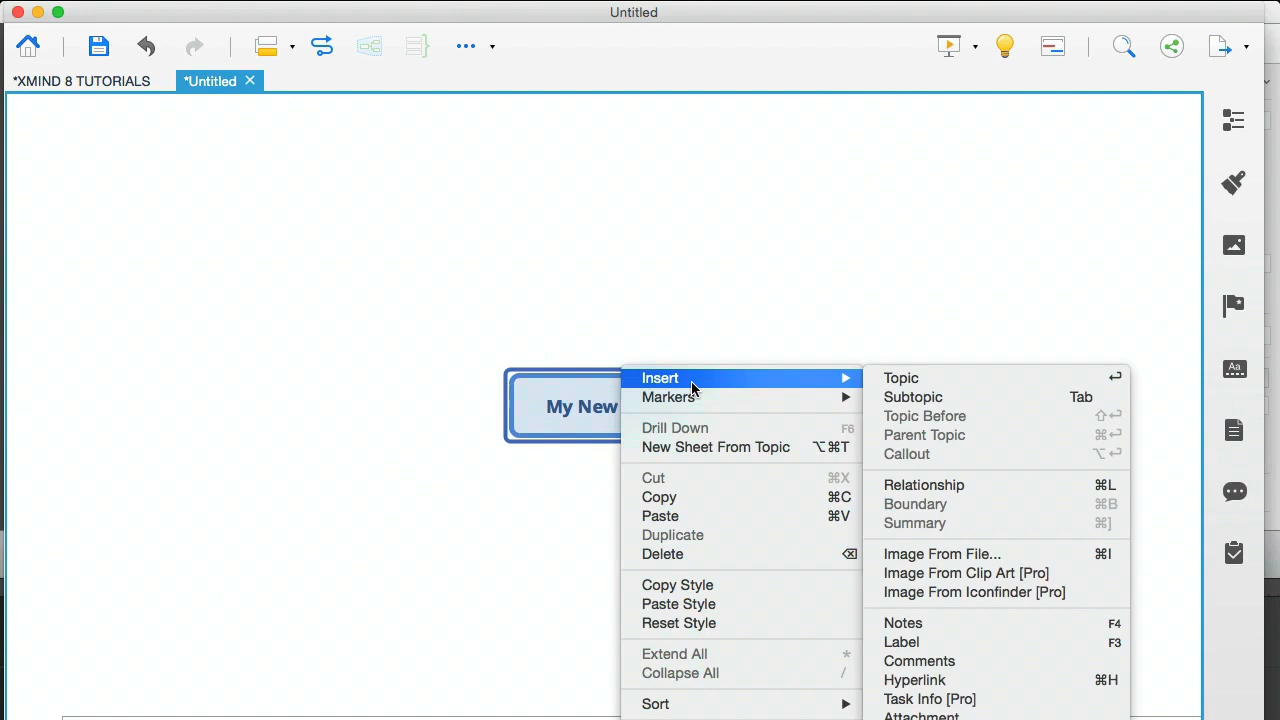 Untitled
*XMIND 8 TUTORIALS
*Untitled ✕
My New
Insert ▶
Markers ▶
Drill Down F6
New Sheet From Topic ⌥⌘T
Cut ⌘X
Copy ⌘C
Paste ⌘V
Duplicate
Delete ⌫
Copy Style
Paste Style
Reset Style
Extend All *
Collapse All /
Sort ▶
Topic ↩
Subtopic Tab
Topic Before ⇧↩
Parent Topic ⌘↩
Callout ⌥↩
Relationship ⌘L
Boundary ⌘B
Summary ⌘]
Image From File... ⌘I
Image From Clip Art [Pro]
Image From Iconfinder [Pro]
Notes F4
Label F3
Comments
Hyperlink ⌘H
Task Info [Pro]
Attachment
Aa